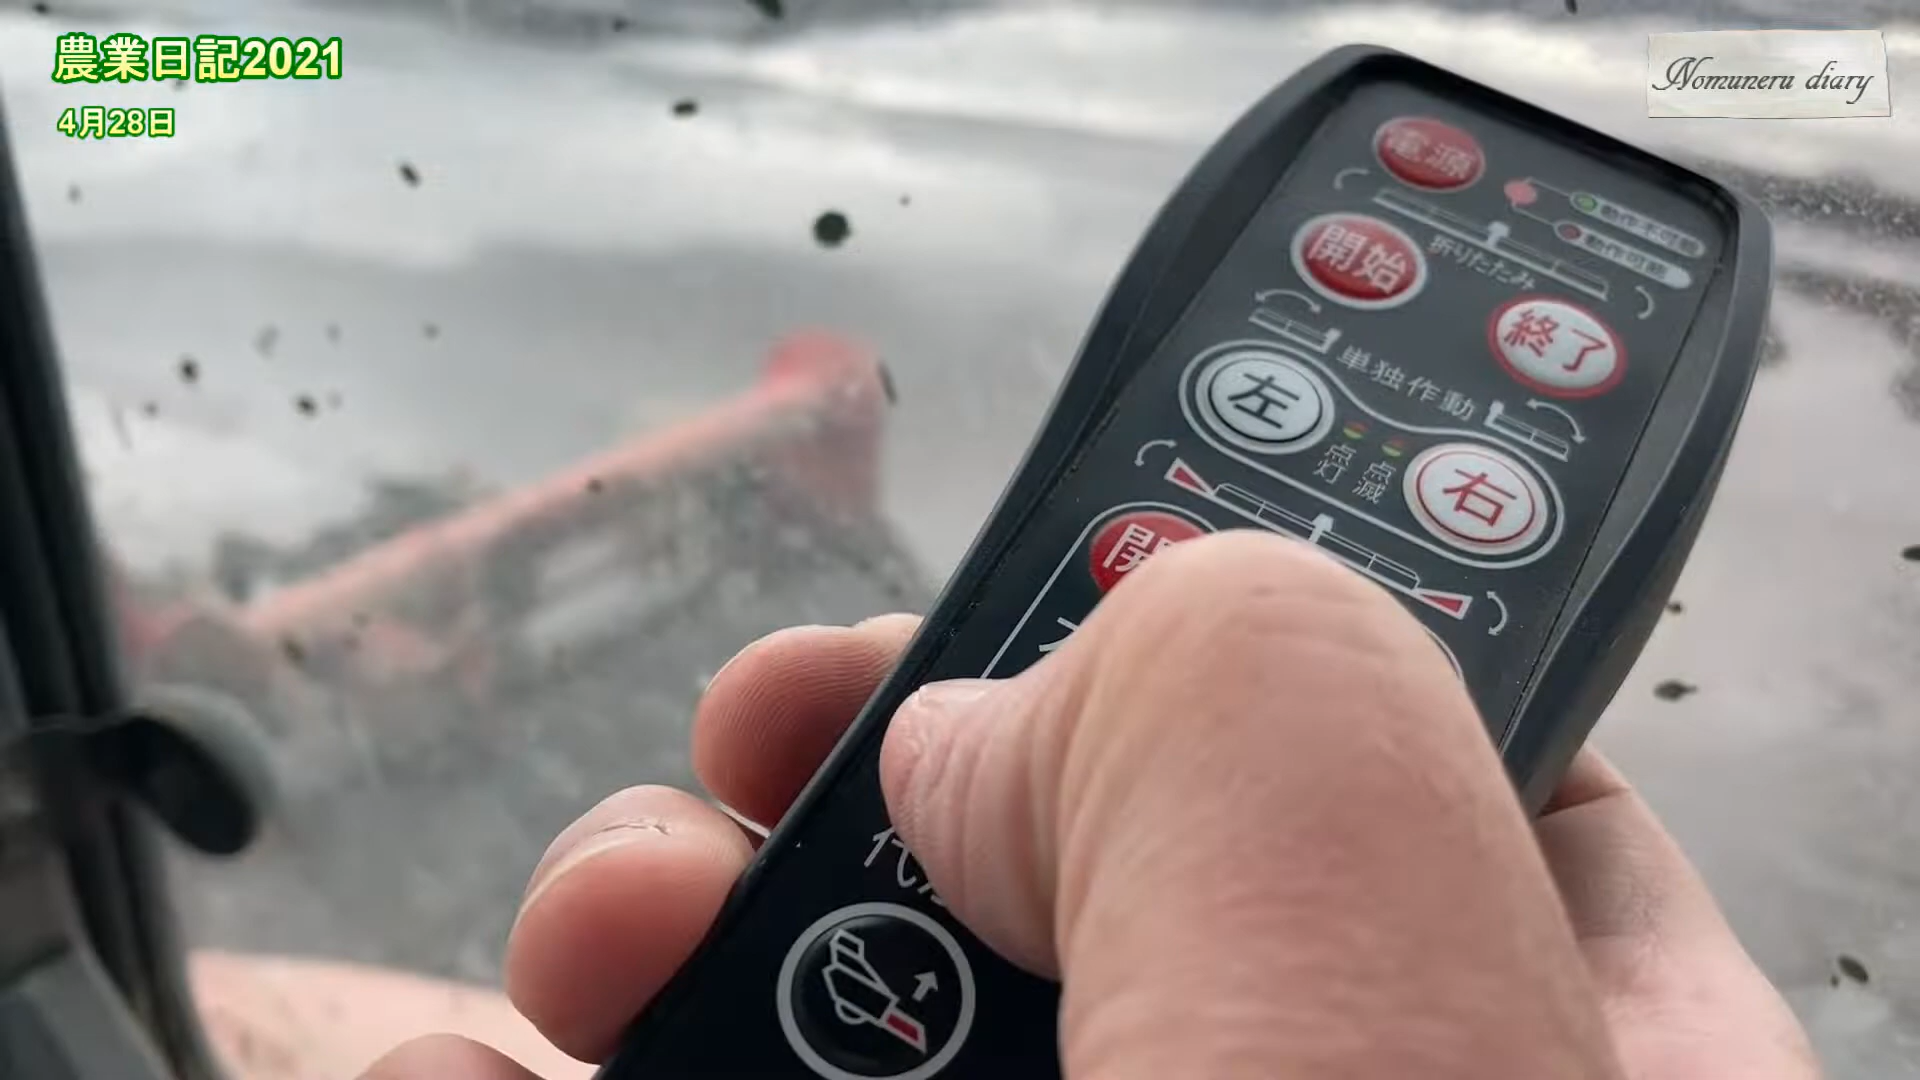 農業日記2021
4月28日
Nomuneru diary
電源
動作不可能
動作可能
開始
折りたたみ
終了
左
単独作動
点灯
点滅
右
開
代